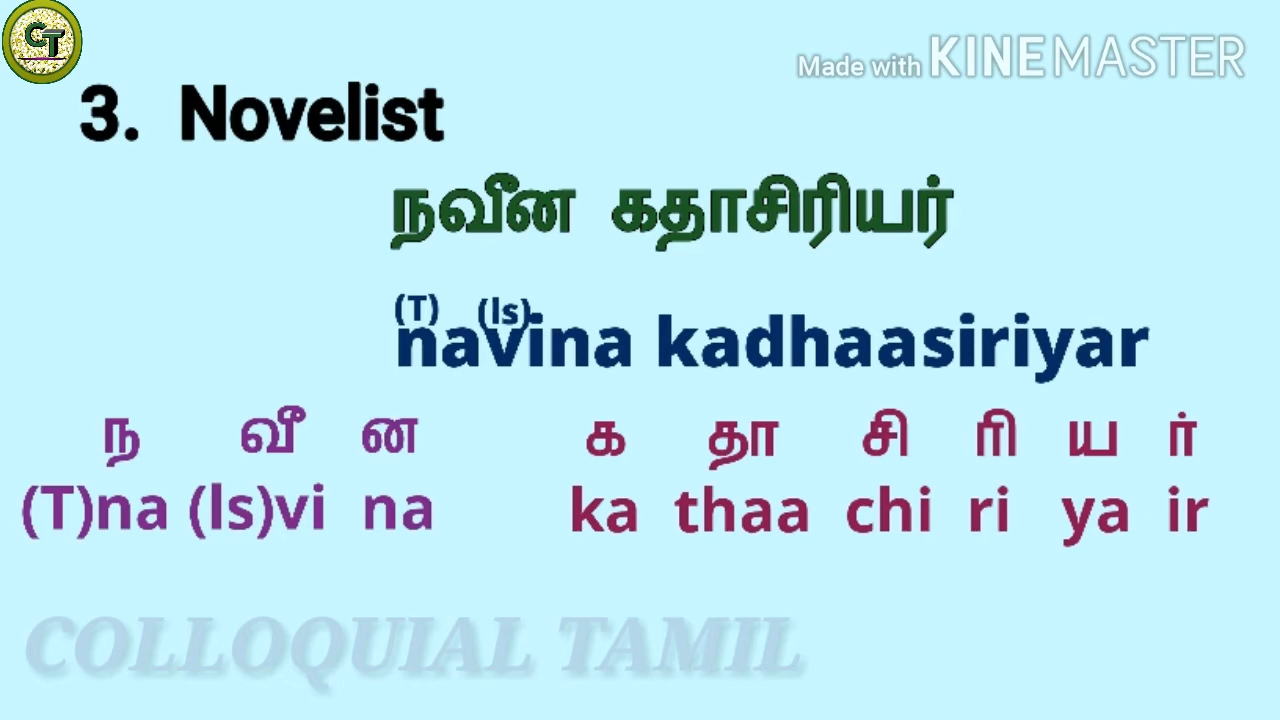 CT
Made with KINEMASTER
3. Novelist
நவீன கதாசிரியர்
(T) (ls)
navina kadhaasiriyar
ந வீ ன க தா சி ரி ய ர்
(T)na (ls)vi na ka thaa chi ri ya ir
COLLOQUIAL TAMIL